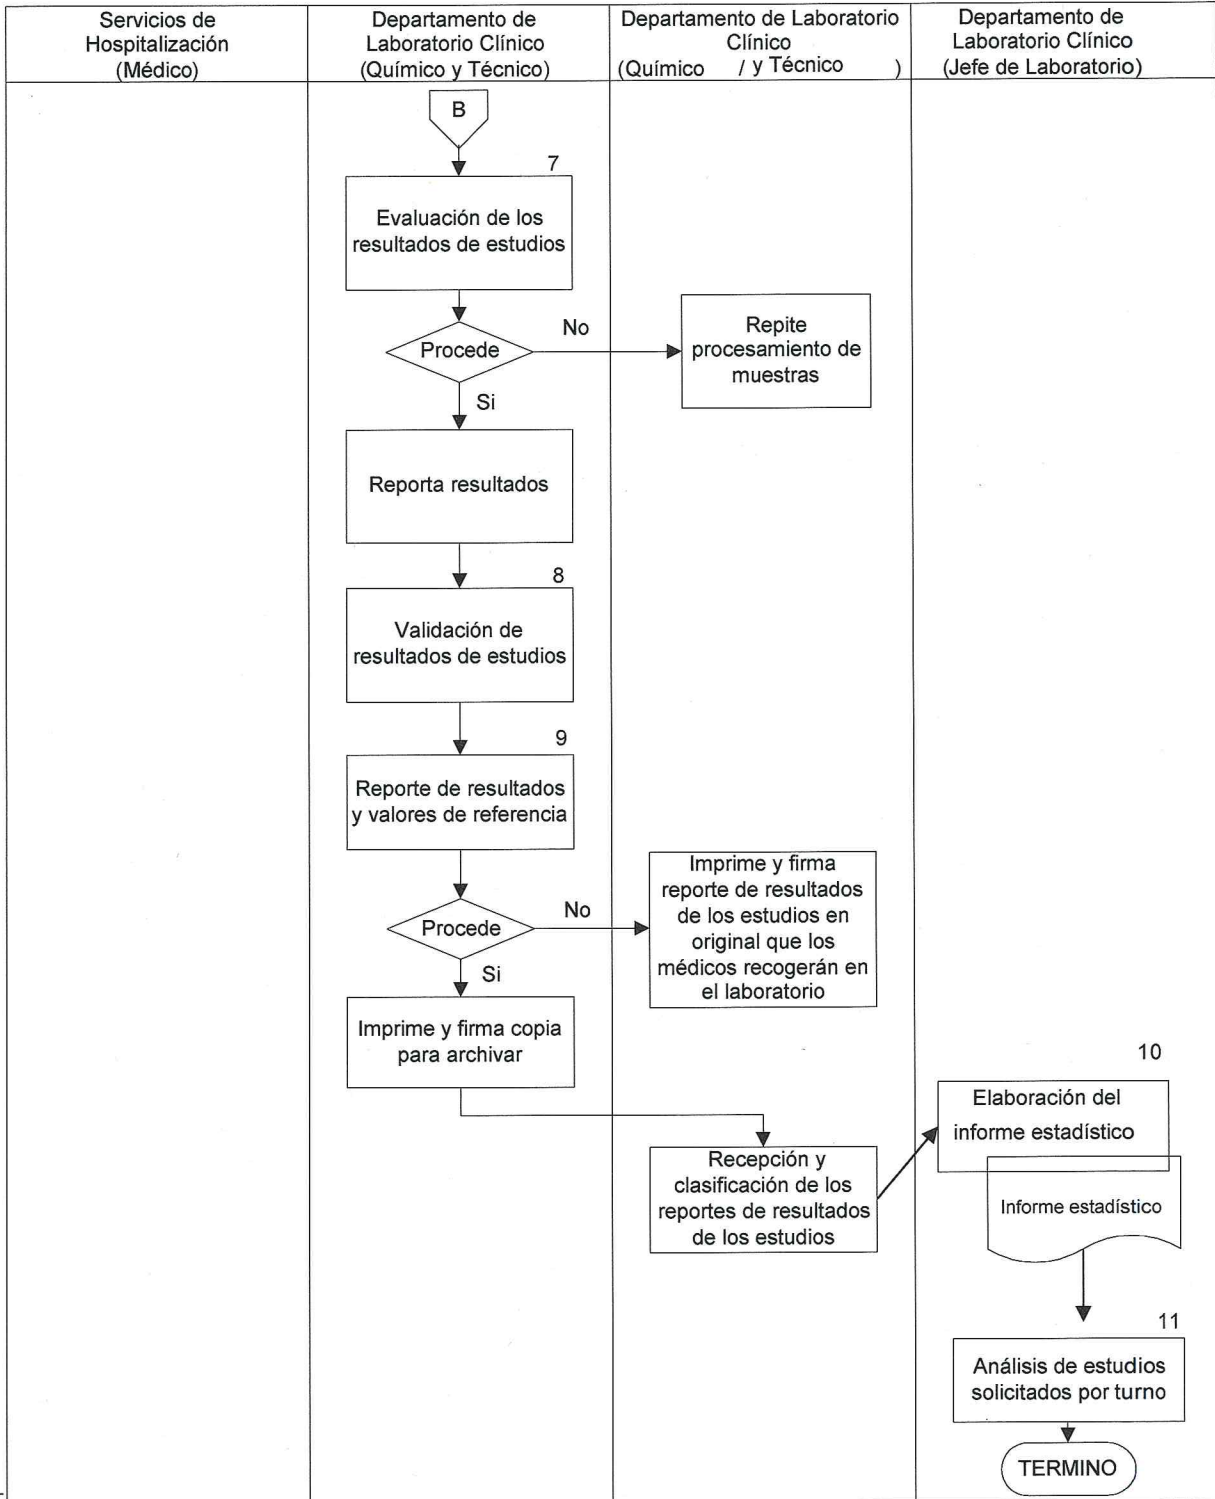 Servicios de
Hospitalización
(Médico)
Departamento de
Laboratorio Clínico
(Químico y Técnico)
Departamento de Laboratorio
Clínico
(Químico / y Técnico )
Departamento de
Laboratorio Clínico
(Jefe de Laboratorio)
B
7
Evaluación de los
resultados de estudios
Procede
No
Repite
procesamiento de
muestras
Si
Reporta resultados
8
Validación de
resultados de estudios
9
Reporte de resultados
y valores de referencia
Procede
No
Imprime y firma
reporte de resultados
de los estudios en
original que los
médicos recogerán en
el laboratorio
Si
Imprime y firma copia
para archivar
Recepción y
clasificación de los
reportes de resultados
de los estudios
10
Elaboración del
informe estadístico
Informe estadístico
11
Análisis de estudios
solicitados por turno
TERMINO